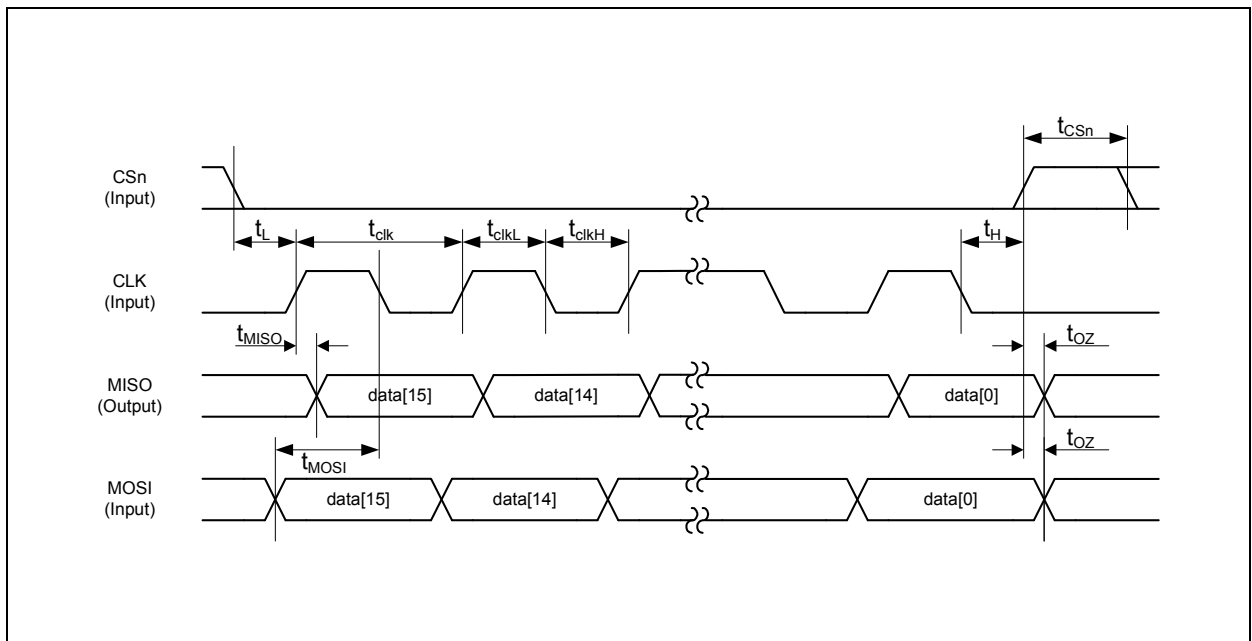 tCSn
CSn
(Input)
tL
tclk
tclkL
tclkH
tH
CLK
(Input)
tMISO
tOZ
MISO
(Output)
data[15]
data[14]
data[0]
tOZ
tMOSI
MOSI
(Input)
data[15]
data[14]
data[0]